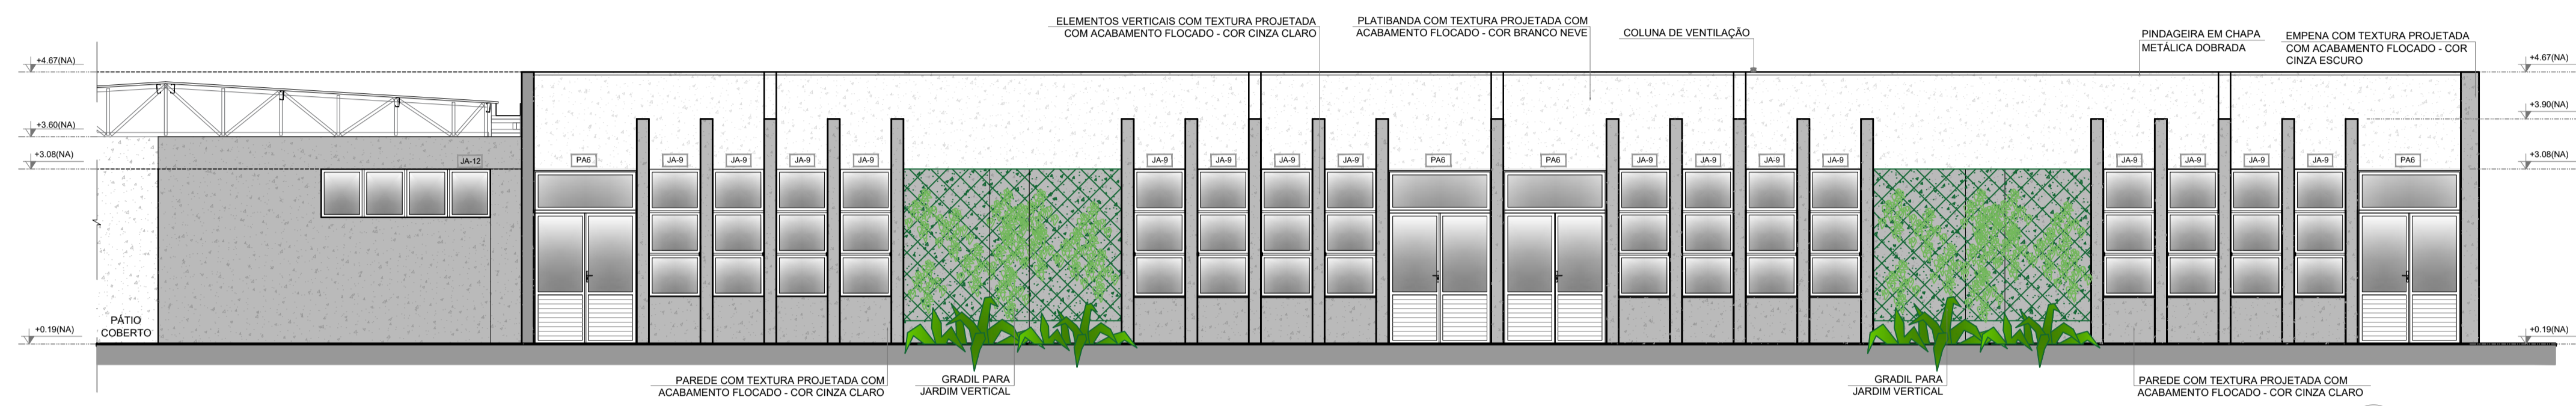 ELEMENTOS VERTICAIS COM TEXTURA PROJETADA
COM ACABAMENTO FLOCADO - COR CINZA CLARO
PLATIBANDA COM TEXTURA PROJETADA COM
ACABAMENTO FLOCADO - COR BRANCO NEVE
COLUNA DE VENTILAÇÃO
PINDAGEIRA EM CHAPA
METÁLICA DOBRADA
EMPENA COM TEXTURA PROJETADA
COM ACABAMENTO FLOCADO - COR
CINZA ESCURO
+4.67(NA)
+4.67(NA)
+3.90(NA)
+3.60(NA)
+3.08(NA)
+3.08(NA)
JA-12
PA6
JA-9
JA-9
JA-9
JA-9
JA-9
JA-9
JA-9
JA-9
PA6
PA6
JA-9
JA-9
JA-9
JA-9
JA-9
JA-9
JA-9
JA-9
PA6
PÁTIO
COBERTO
+0.19(NA)
+0.19(NA)
PAREDE COM TEXTURA PROJETADA COM
ACABAMENTO FLOCADO - COR CINZA CLARO
GRADIL PARA
JARDIM VERTICAL
GRADIL PARA
JARDIM VERTICAL
PAREDE COM TEXTURA PROJETADA COM
ACABAMENTO FLOCADO - COR CINZA CLARO